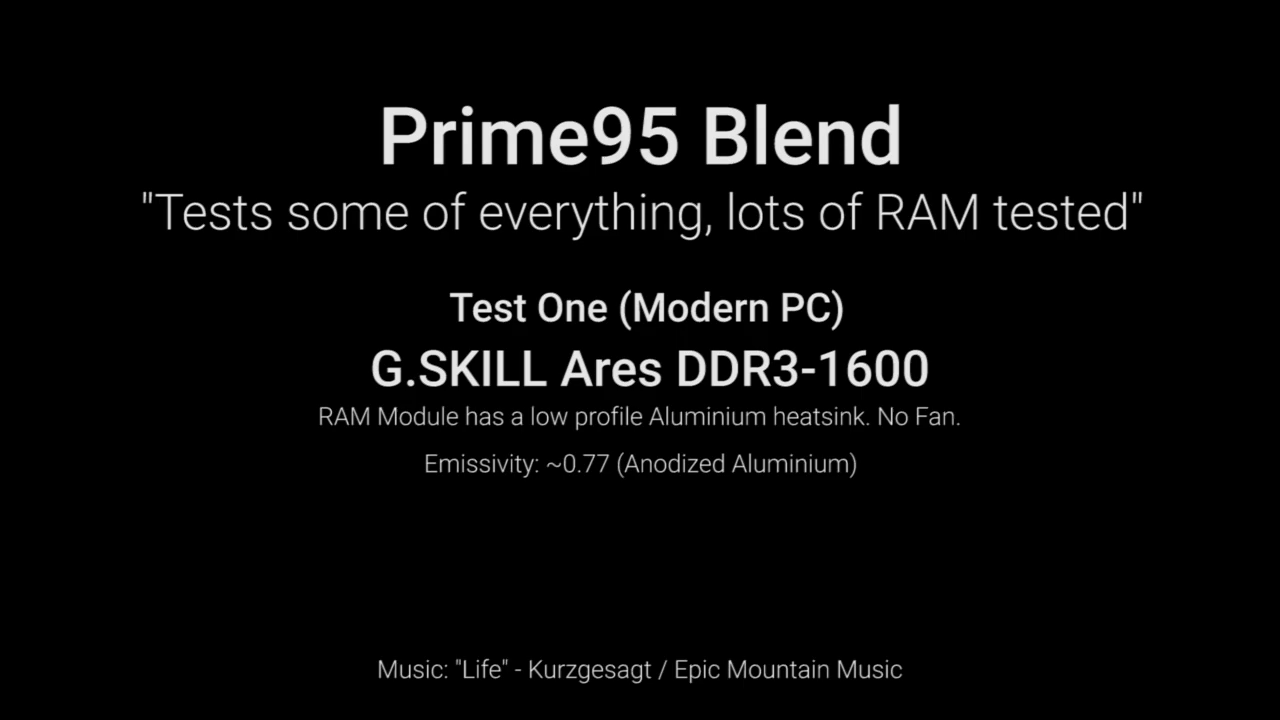 Prime95 Blend
"Tests some of everything, lots of RAM tested"
Test One (Modern PC)
G.SKILL Ares DDR3-1600
RAM Module has a low profile Aluminium heatsink. No Fan.
Emissivity: ~0.77 (Anodized Aluminium)
Music: "Life" - Kurzgesagt / Epic Mountain Music